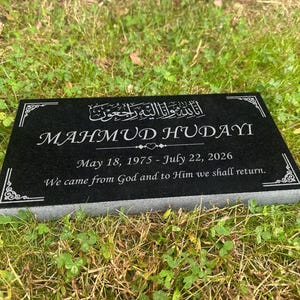 إنا لله وإنا إليه راجعون
MAHMUD HUDAYI
May 18, 1975 - July 22, 2026
We came from God and to Him we shall return.